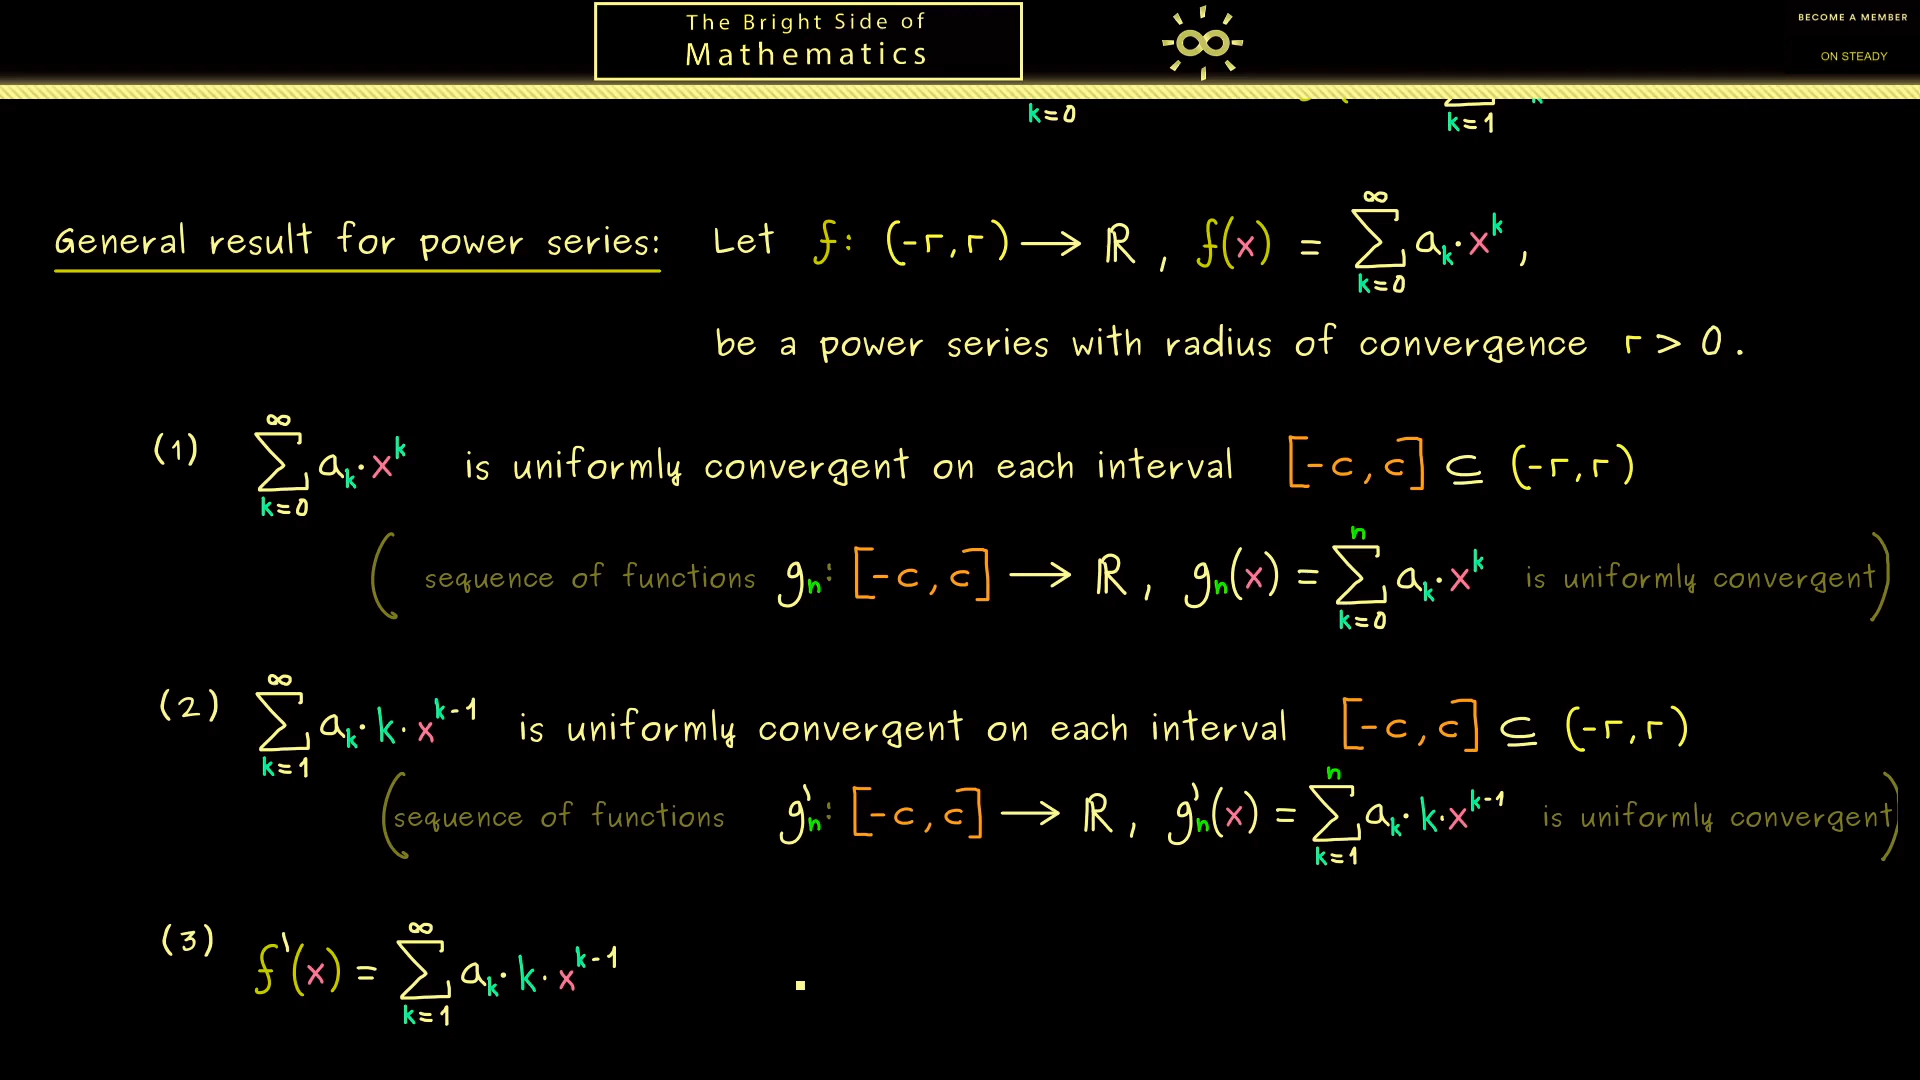 The Bright Side of
Mathematics
BECOME A MEMBER
ON STEADY
k=0
k=1
General result for power series: Let f: (-r,r) ⟶ ℝ, f(x) = ∑_{k=0}^{∞} a_k · x^k,
be a power series with radius of convergence r > 0.
(1) ∑_{k=0}^{∞} a_k · x^k is uniformly convergent on each interval [-c, c] ⊆ (-r,r)
( sequence of functions g_n: [-c, c] ⟶ ℝ, g_n(x) = ∑_{k=0}^{n} a_k · x^k is uniformly convergent )
(2) ∑_{k=1}^{∞} a_k · k · x^{k-1} is uniformly convergent on each interval [-c, c] ⊆ (-r,r)
( sequence of functions g'_n: [-c, c] ⟶ ℝ, g'_n(x) = ∑_{k=1}^{n} a_k · k · x^{k-1} is uniformly convergent )
(3) f'(x) = ∑_{k=1}^{∞} a_k · k · x^{k-1}